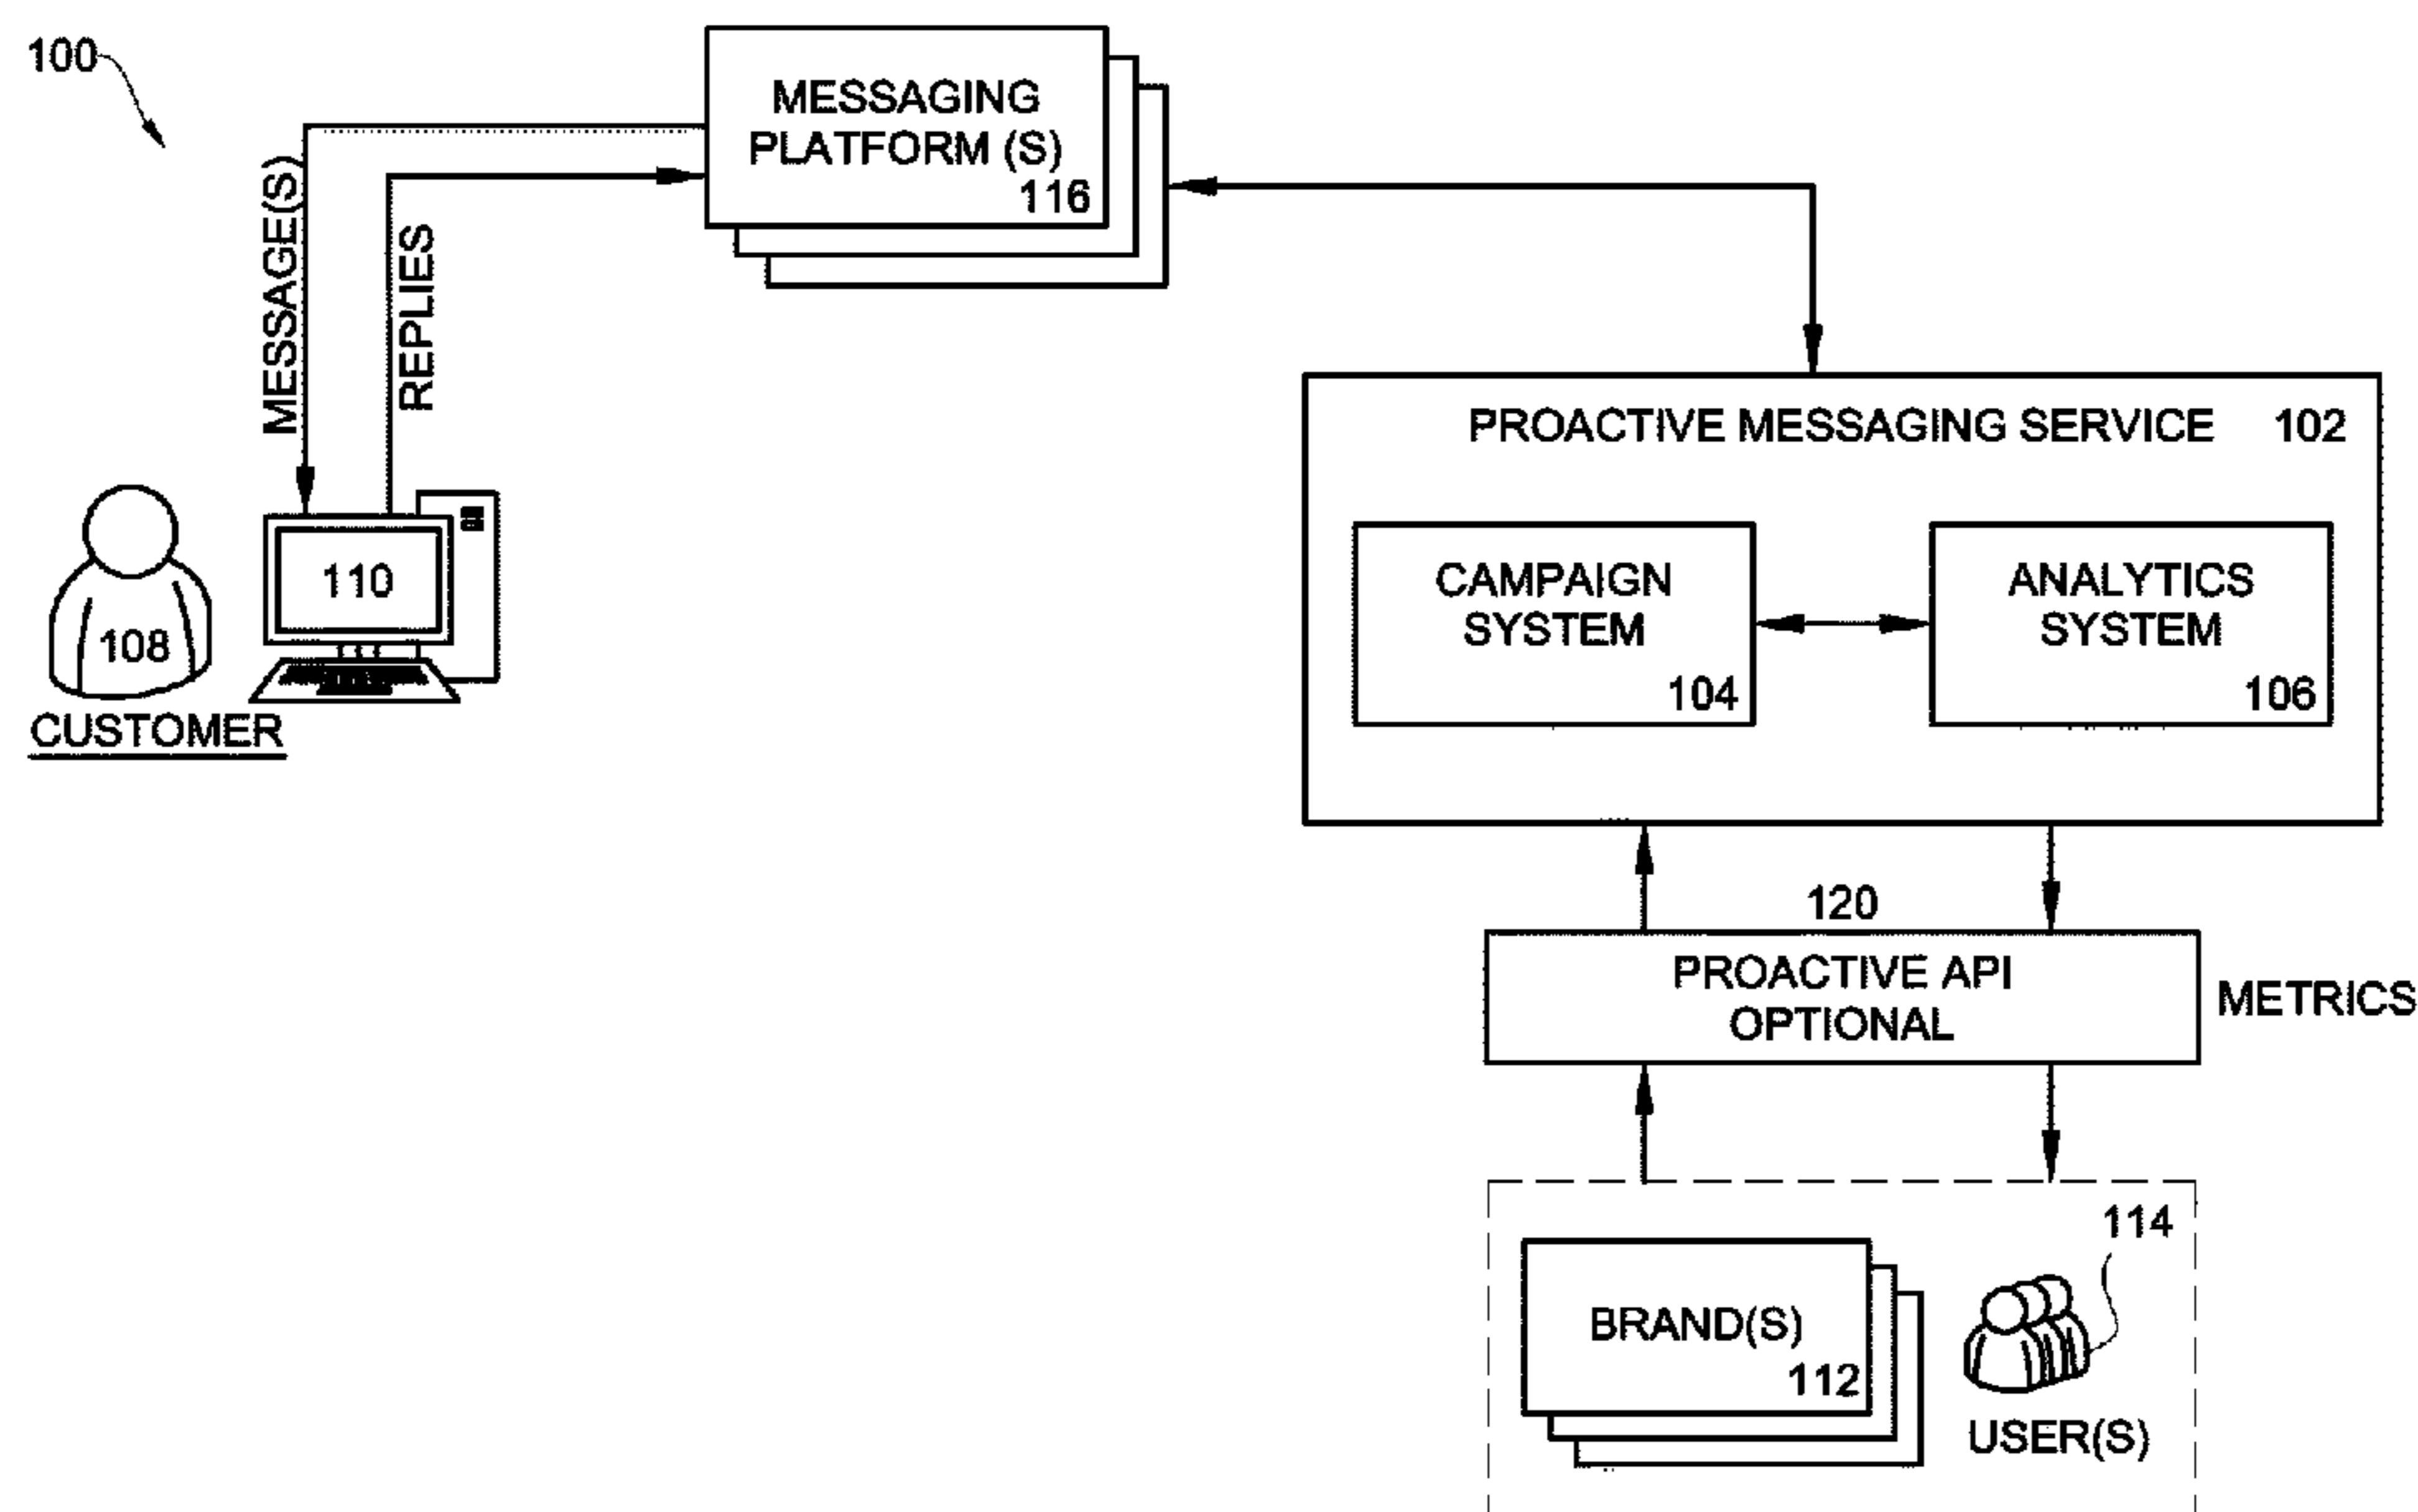 100
MESSAGING
PLATFORM (S)
116
MESSAGE(S)
REPLIES
PROACTIVE MESSAGING SERVICE 102
CAMPAIGN
SYSTEM
104
ANALYTICS
SYSTEM
106
110
108
CUSTOMER
120
PROACTIVE API
OPTIONAL
METRICS
114
BRAND(S)
112
USER(S)